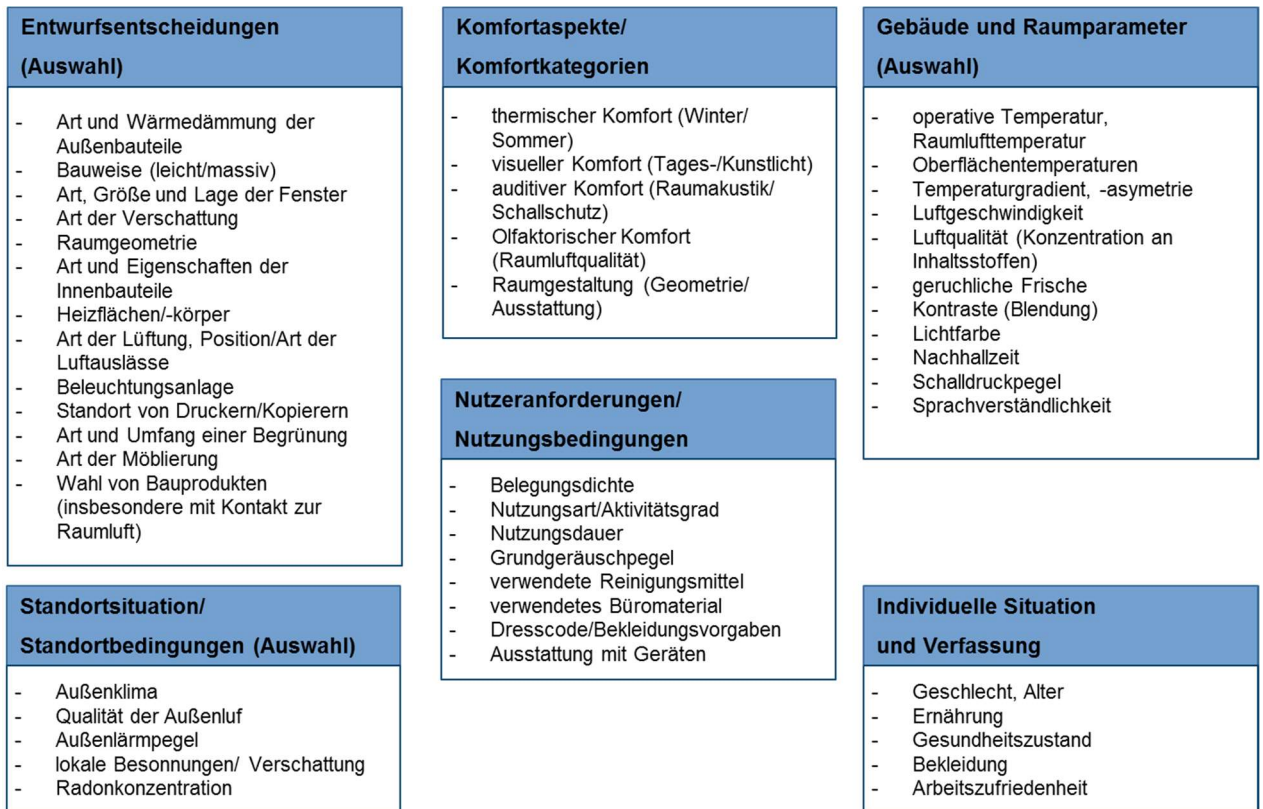 Entwurfsentscheidungen
(Auswahl)
- Art und Wärmedämmung der
Außenbauteile
- Bauweise (leicht/massiv)
- Art, Größe und Lage der Fenster
- Art der Verschattung
- Raumgeometrie
- Art und Eigenschaften der
Innenbauteile
- Heizflächen/-körper
- Art der Lüftung, Position/Art der
Luftauslässe
- Beleuchtungsanlage
- Standort von Druckern/Kopierern
- Art und Umfang einer Begrünung
- Art der Möblierung
- Wahl von Bauprodukten
(insbesondere mit Kontakt zur
Raumluft)
Komfortaspekte/
Komfortkategorien
- thermischer Komfort (Winter/
Sommer)
- visueller Komfort (Tages-/Kunstlicht)
- auditiver Komfort (Raumakustik/
Schallschutz)
- Olfaktorischer Komfort
(Raumluftqualität)
- Raumgestaltung (Geometrie/
Ausstattung)
Gebäude und Raumparameter
(Auswahl)
- operative Temperatur,
Raumlufttemperatur
- Oberflächentemperaturen
- Temperaturgradient, -asymetrie
- Luftgeschwindigkeit
- Luftqualität (Konzentration an
Inhaltsstoffen)
- geruchliche Frische
- Kontraste (Blendung)
- Lichtfarbe
- Nachhallzeit
- Schalldruckpegel
- Sprachverständlichkeit
Nutzeranforderungen/
Nutzungsbedingungen
- Belegungsdichte
- Nutzungsart/Aktivitätsgrad
- Nutzungsdauer
- Grundgeräuschpegel
- verwendete Reinigungsmittel
- verwendetes Büromaterial
- Dresscode/Bekleidungsvorgaben
- Ausstattung mit Geräten
Standortsituation/
Standortbedingungen (Auswahl)
- Außenklima
- Qualität der Außenluf
- Außenlärmpegel
- lokale Besonnungen/ Verschattung
- Radonkonzentration
Individuelle Situation
und Verfassung
- Geschlecht, Alter
- Ernährung
- Gesundheitszustand
- Bekleidung
- Arbeitszufriedenheit